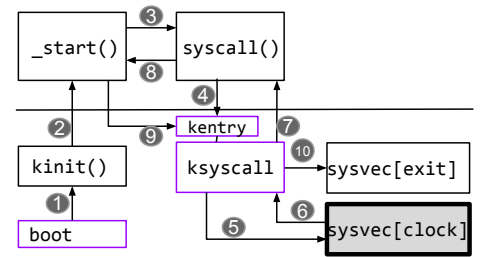 3
_start()
syscall()
8
4
2
9
kentry
7
kinit()
10
ksyscall
sysvec[exit]
1
6
5
boot
sysvec[clock]